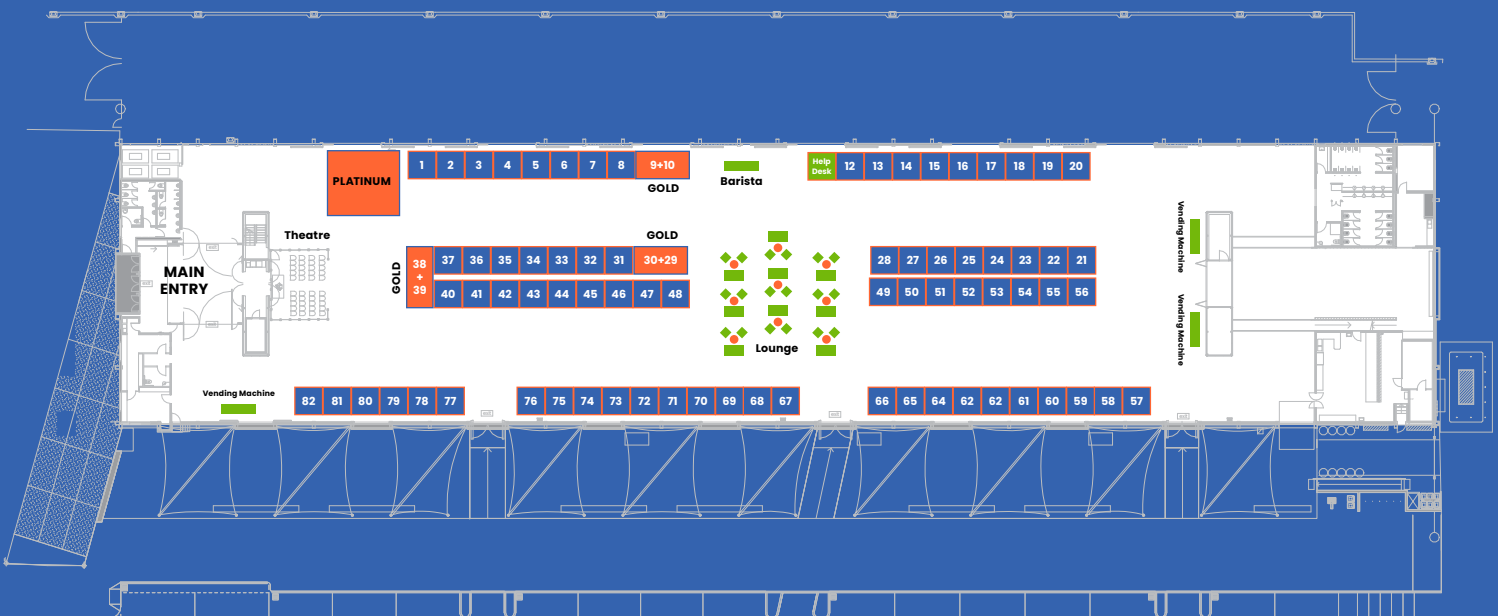 PLATINUM
1 2 3 4 5 6 7 8 9+10
GOLD
Barista
Help
Desk
12 13 14 15 16 17 18 19 20
Theatre
GOLD
MAIN
ENTRY
GOLD
38
+
39
37 36 35 34 33 32 31 30+29
40 41 42 43 44 45 46 47 48
Lounge
28 27 26 25 24 23 22 21
49 50 51 52 53 54 55 56
Vending Machine
Vending Machine
Vending Machine
82 81 80 79 78 77
76 75 74 73 72 71 70 69 68 67
66 65 64 62 62 61 60 59 58 57